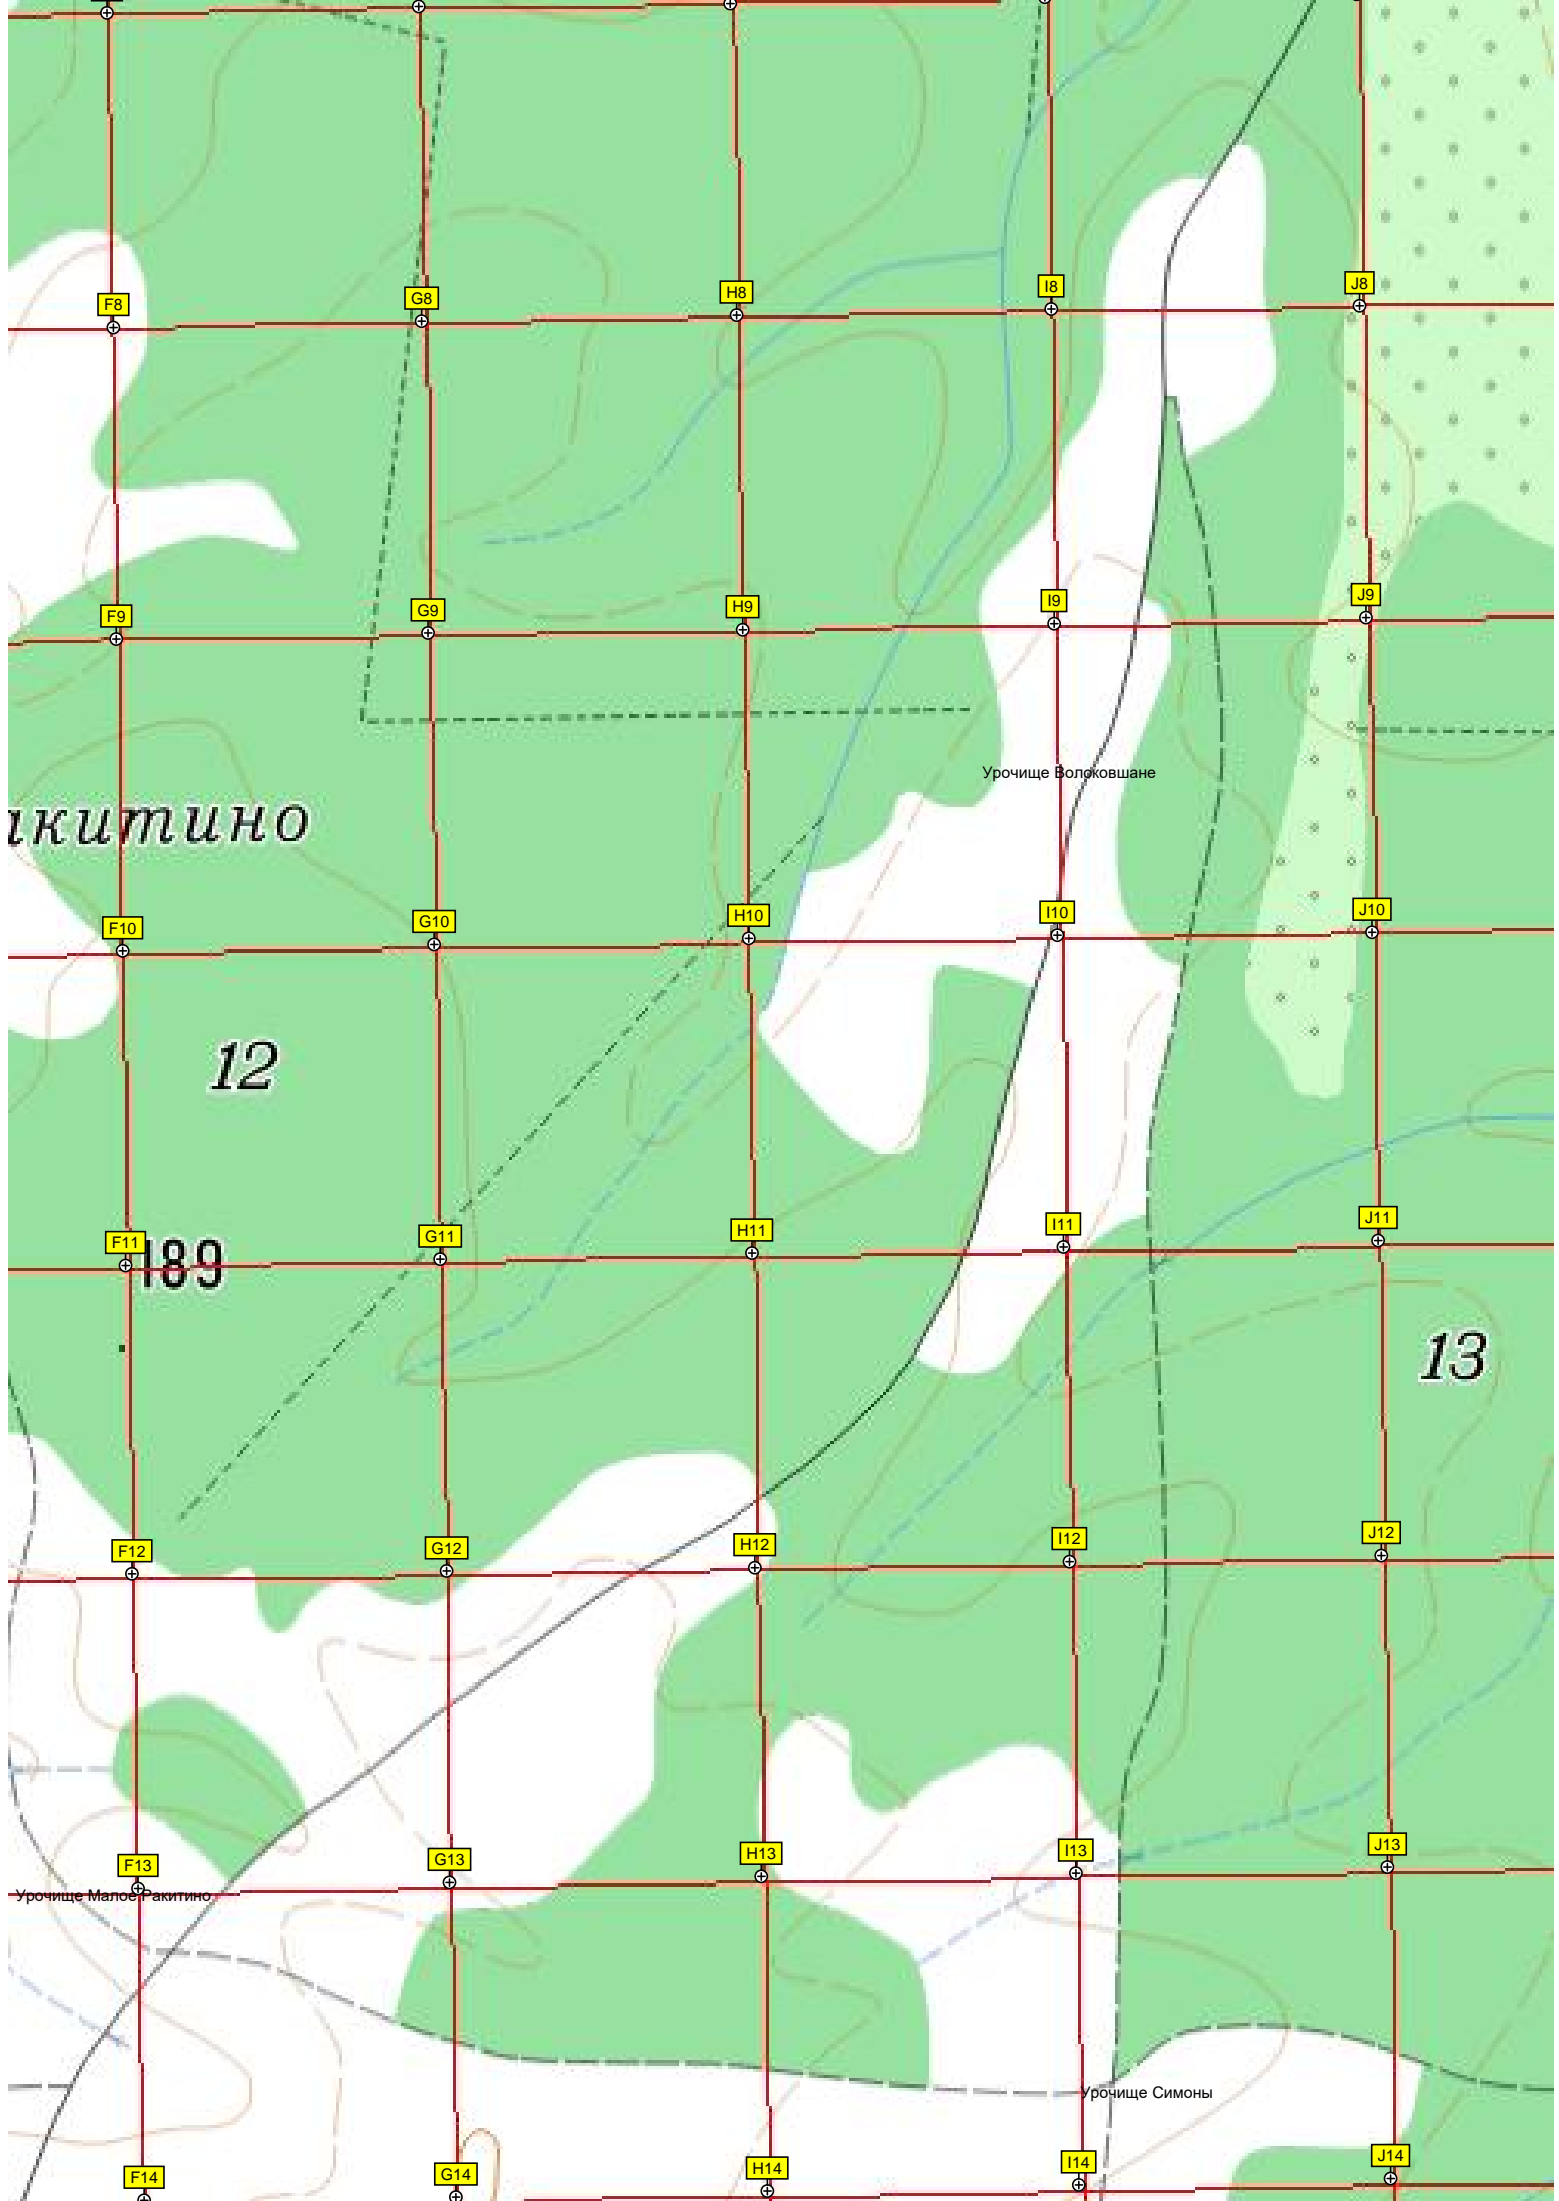 F8 G8 H8 I8 J8
F9 G9 H9 I9 J9
Урочище Волоковшане
акитино
F10 G10 H10 I10 J10
12
F11 G11 H11 I11 J11
189
13
F12 G12 H12 I12 J12
F13 G13 H13 I13 J13
Урочище Малое Ракитино
Урочище Симоны
F14 G14 H14 I14 J14